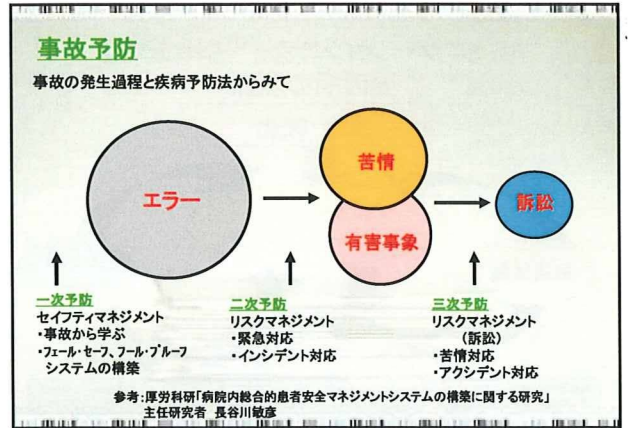 事故予防
事故の発生過程と疾病予防法からみて
エラー
苦情
有害事象
訴訟
一次予防
セイフティマネジメント
・事故から学ぶ
・フェール・セーフ、フール・プルーフ
システムの構築
二次予防
リスクマネジメント
・緊急対応
・インシデント対応
三次予防
リスクマネジメント
(訴訟)
・苦情対応
・アクシデント対応
参考:厚労科研「病院内総合的患者安全マネジメントシステムの構築に関する研究」
主任研究者 長谷川敏彦